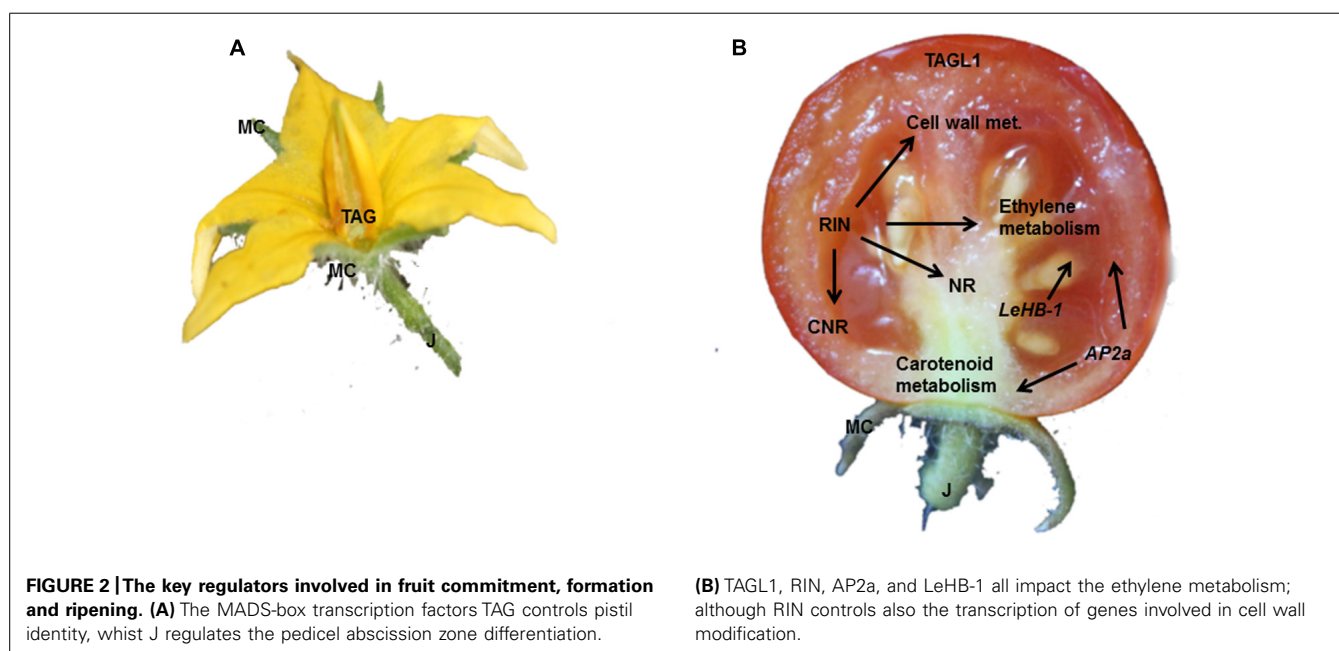 A
MC
TAG
MC
J
B
TAGL1
Cell wall met.
RIN
Ethylene
metabolism
NR
LeHB-1
CNR
AP2a
Carotenoid
metabolism
MC
J
FIGURE 2 | The key regulators involved in fruit commitment, formation
and ripening. (A) The MADS-box transcription factors TAG controls pistil
identity, whist J regulates the pedicel abscission zone differentiation.
(B) TAGL1, RIN, AP2a, and LeHB-1 all impact the ethylene metabolism;
although RIN controls also the transcription of genes involved in cell wall
modification.